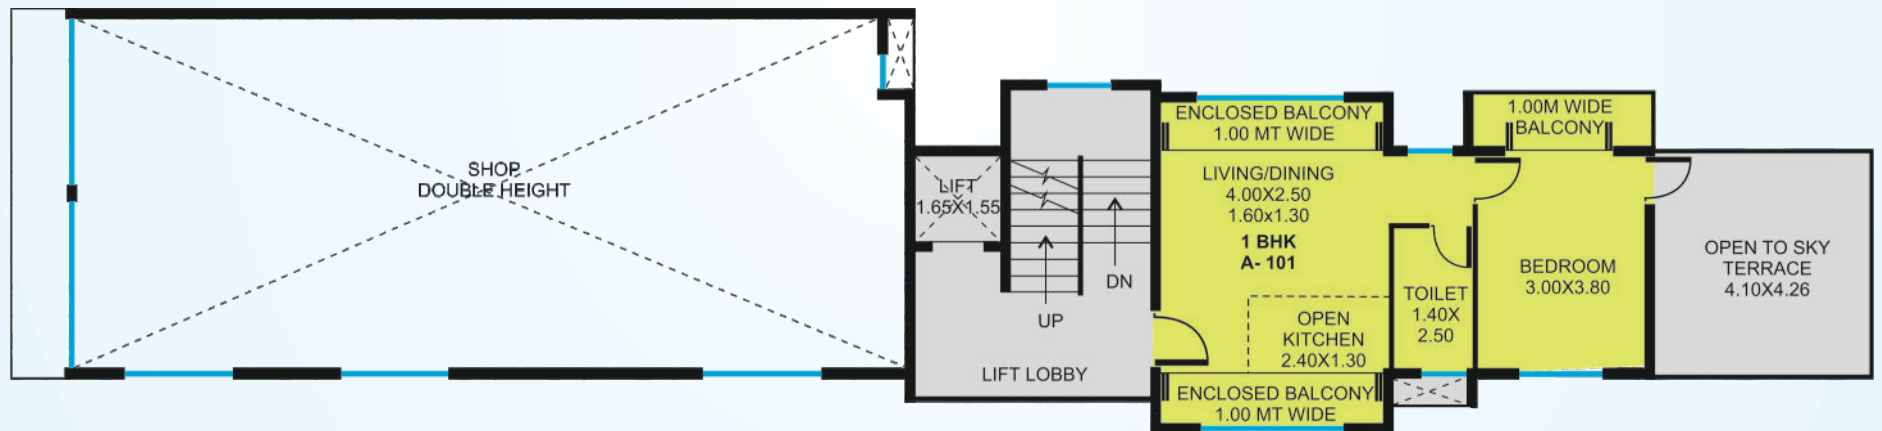 SHOP
DOUBLE HEIGHT
LIFT
1.65X1.55
UP
DN
LIFT LOBBY
ENCLOSED BALCONY
1.00 MT WIDE
LIVING/DINING
4.00X2.50
1.60x1.30
1 BHK
A- 101
OPEN
KITCHEN
2.40X1.30
ENCLOSED BALCONY
1.00 MT WIDE
TOILET
1.40X
2.50
1.00M WIDE
BALCONY
BEDROOM
3.00X3.80
OPEN TO SKY
TERRACE
4.10X4.26